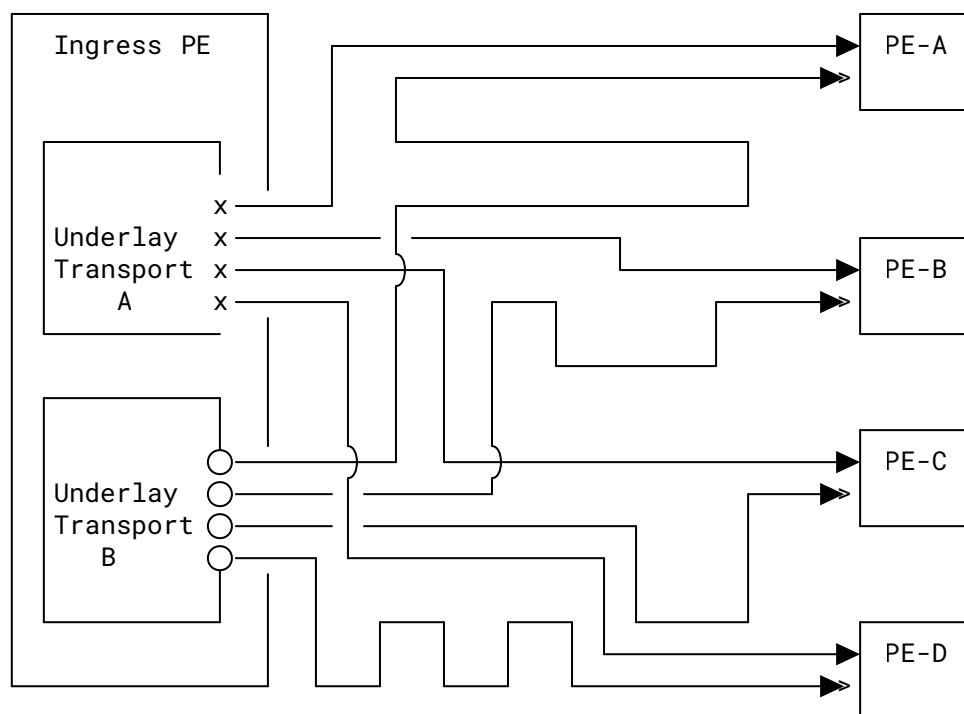 Ingress PE
PE-A
x
Underlay x
Transport x
A x
PE-B
PE-C
Underlay
Transport
B
PE-D